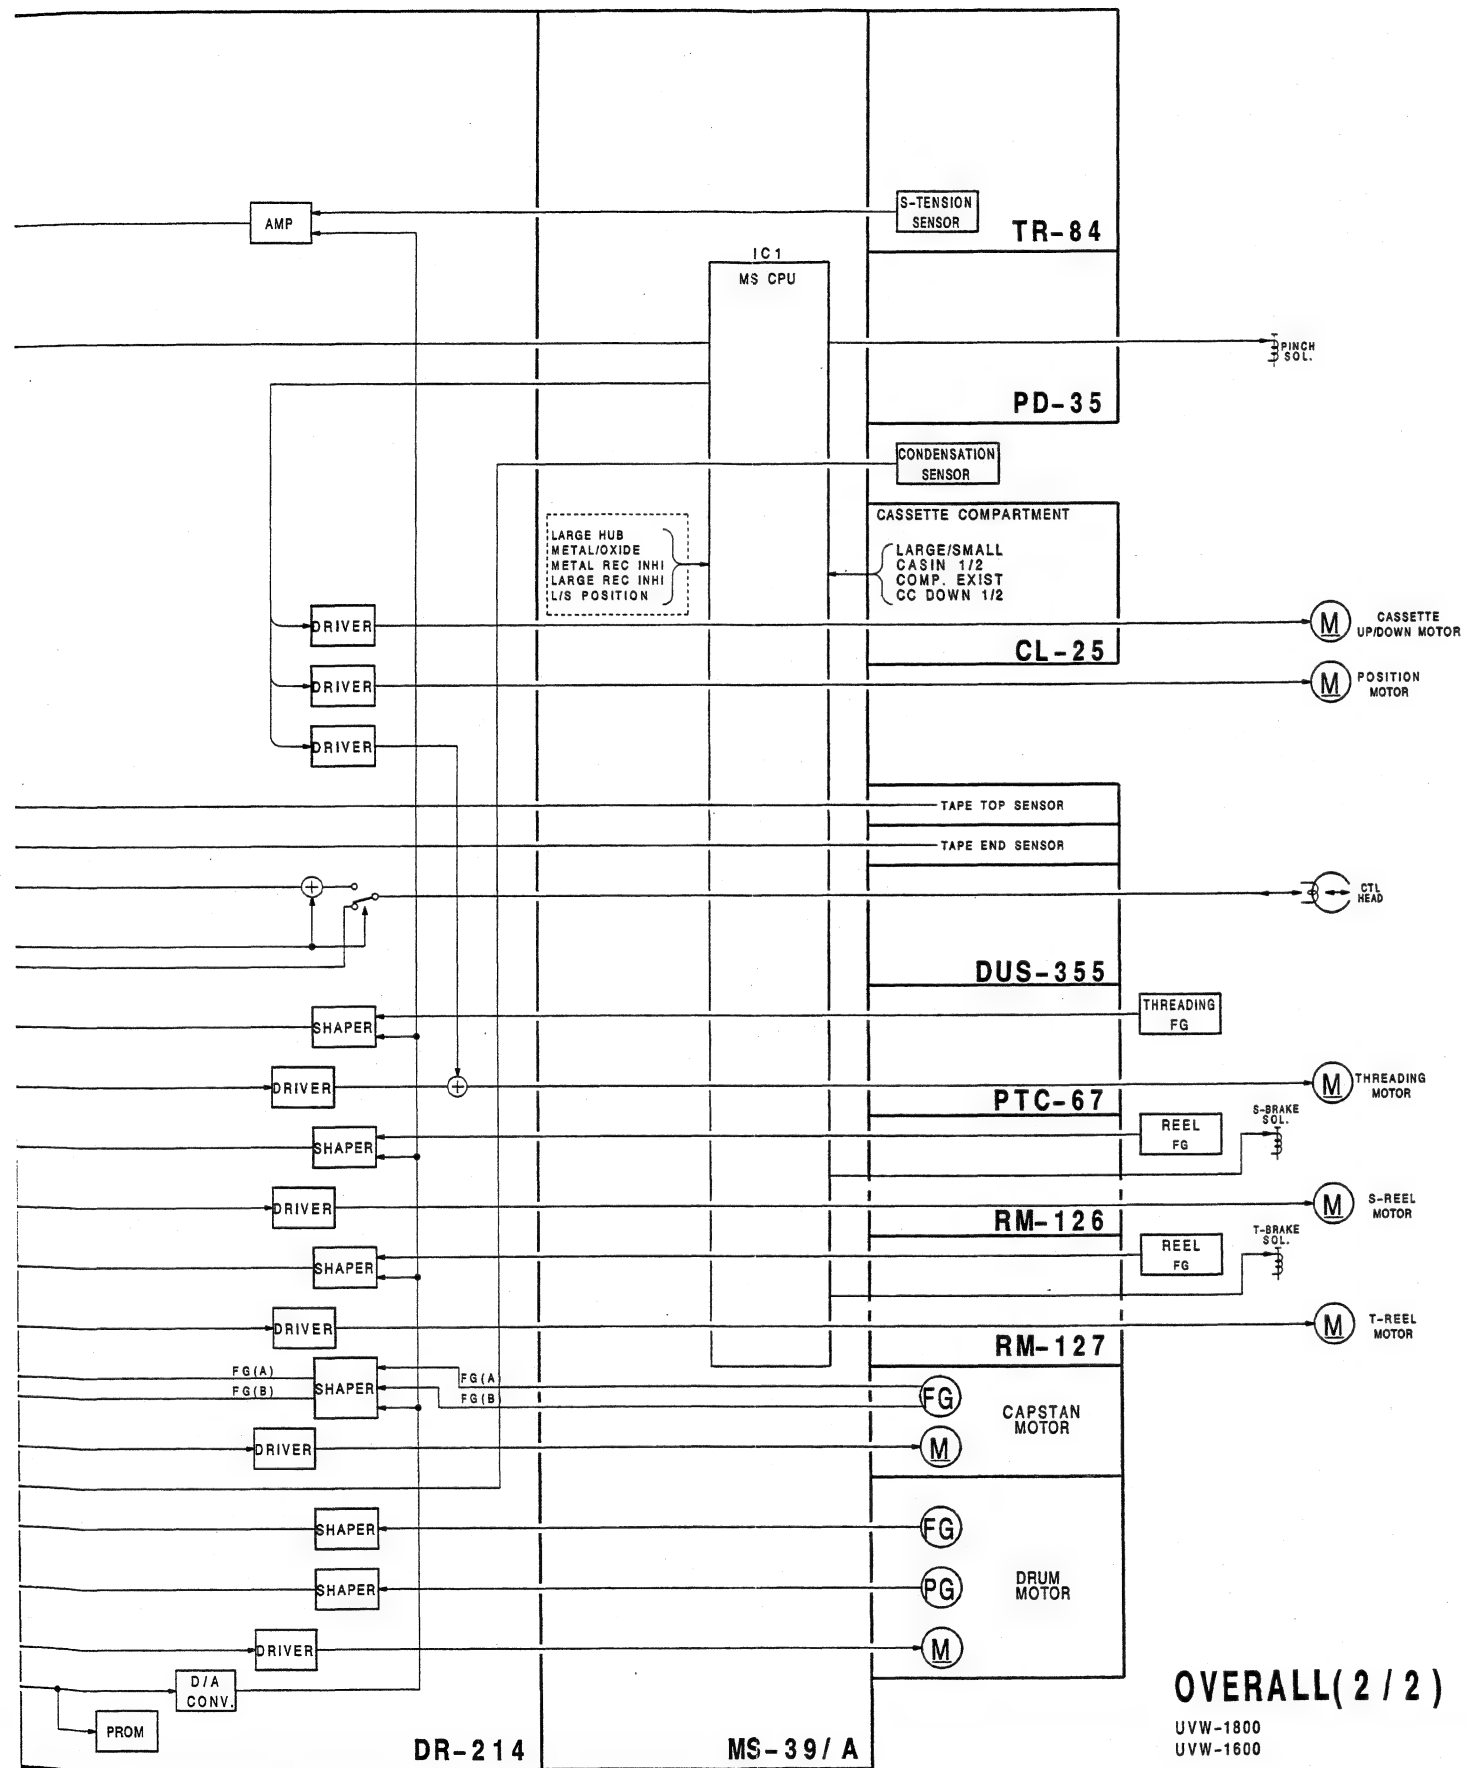 S-TENSION
SENSOR
AMP
TR-84
IC1
MS CPU
PINCH
SOL.
PD-35
CONDENSATION
SENSOR
CASSETTE COMPARTMENT
LARGE HUB
METAL/OXIDE
METAL REC INHI
LARGE REC INHI
L/S POSITION
LARGE/SMALL
CASIN 1/2
COMP. EXIST
CC DOWN 1/2
DRIVER
M
CASSETTE
UP/DOWN MOTOR
CL-25
DRIVER
M
POSITION
MOTOR
DRIVER
TAPE TOP SENSOR
TAPE END SENSOR
CTL
HEAD
DUS-355
THREADING
FG
SHAPER
DRIVER
M
THREADING
MOTOR
PTC-67
S-BRAKE
SOL.
REEL
FG
SHAPER
DRIVER
M
S-REEL
MOTOR
RM-126
T-BRAKE
SOL.
REEL
FG
SHAPER
DRIVER
M
T-REEL
MOTOR
RM-127
FG(A)
FG(B)
SHAPER
FG(A)
FG(B)
FG
CAPSTAN
MOTOR
DRIVER
M
SHAPER
FG
SHAPER
PG
DRUM
MOTOR
DRIVER
M
D/A
CONV.
PROM
DR-214
MS-39/A
OVERALL(2/2)
UVW-1800
UVW-1600